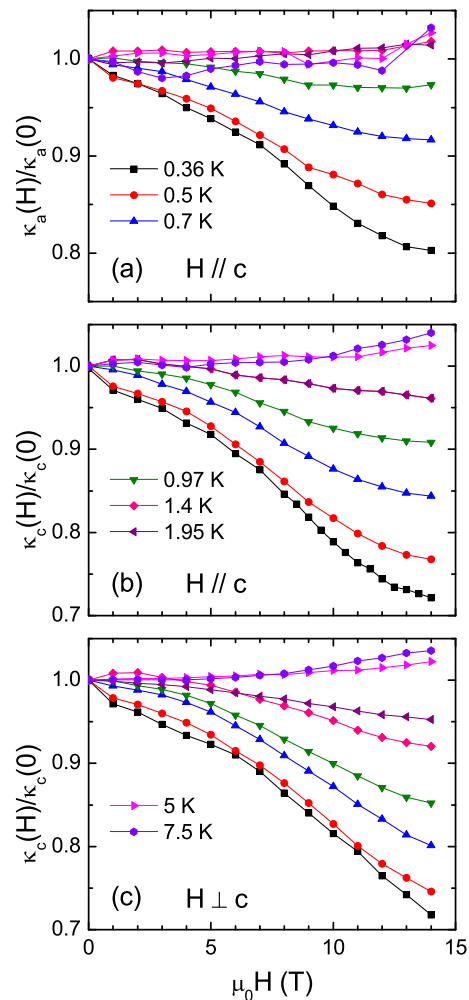 1.0
0.9
0.8
κa(H)/κa(0)
0.36 K
0.5 K
0.7 K
(a) H // c
1.0
0.9
0.8
0.7
κc(H)/κc(0)
0.97 K
1.4 K
1.95 K
(b) H // c
1.0
0.9
0.8
0.7
κc(H)/κc(0)
5 K
7.5 K
(c) H ⊥ c
0 5 10 15
μ0H (T)